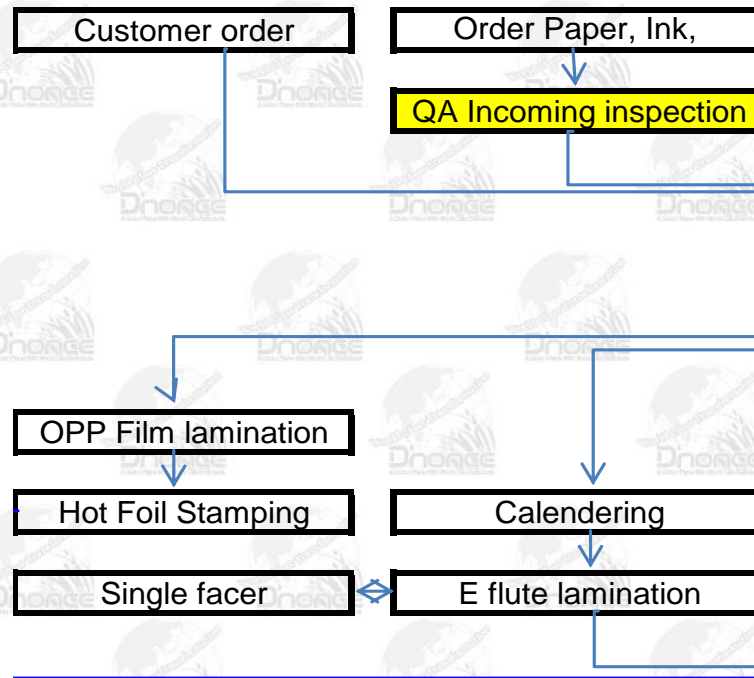 Customer order
Order Paper, Ink,
QA Incoming inspection
OPP Film lamination
Hot Foil Stamping
Calendering
Single facer
E flute lamination
Dnonce